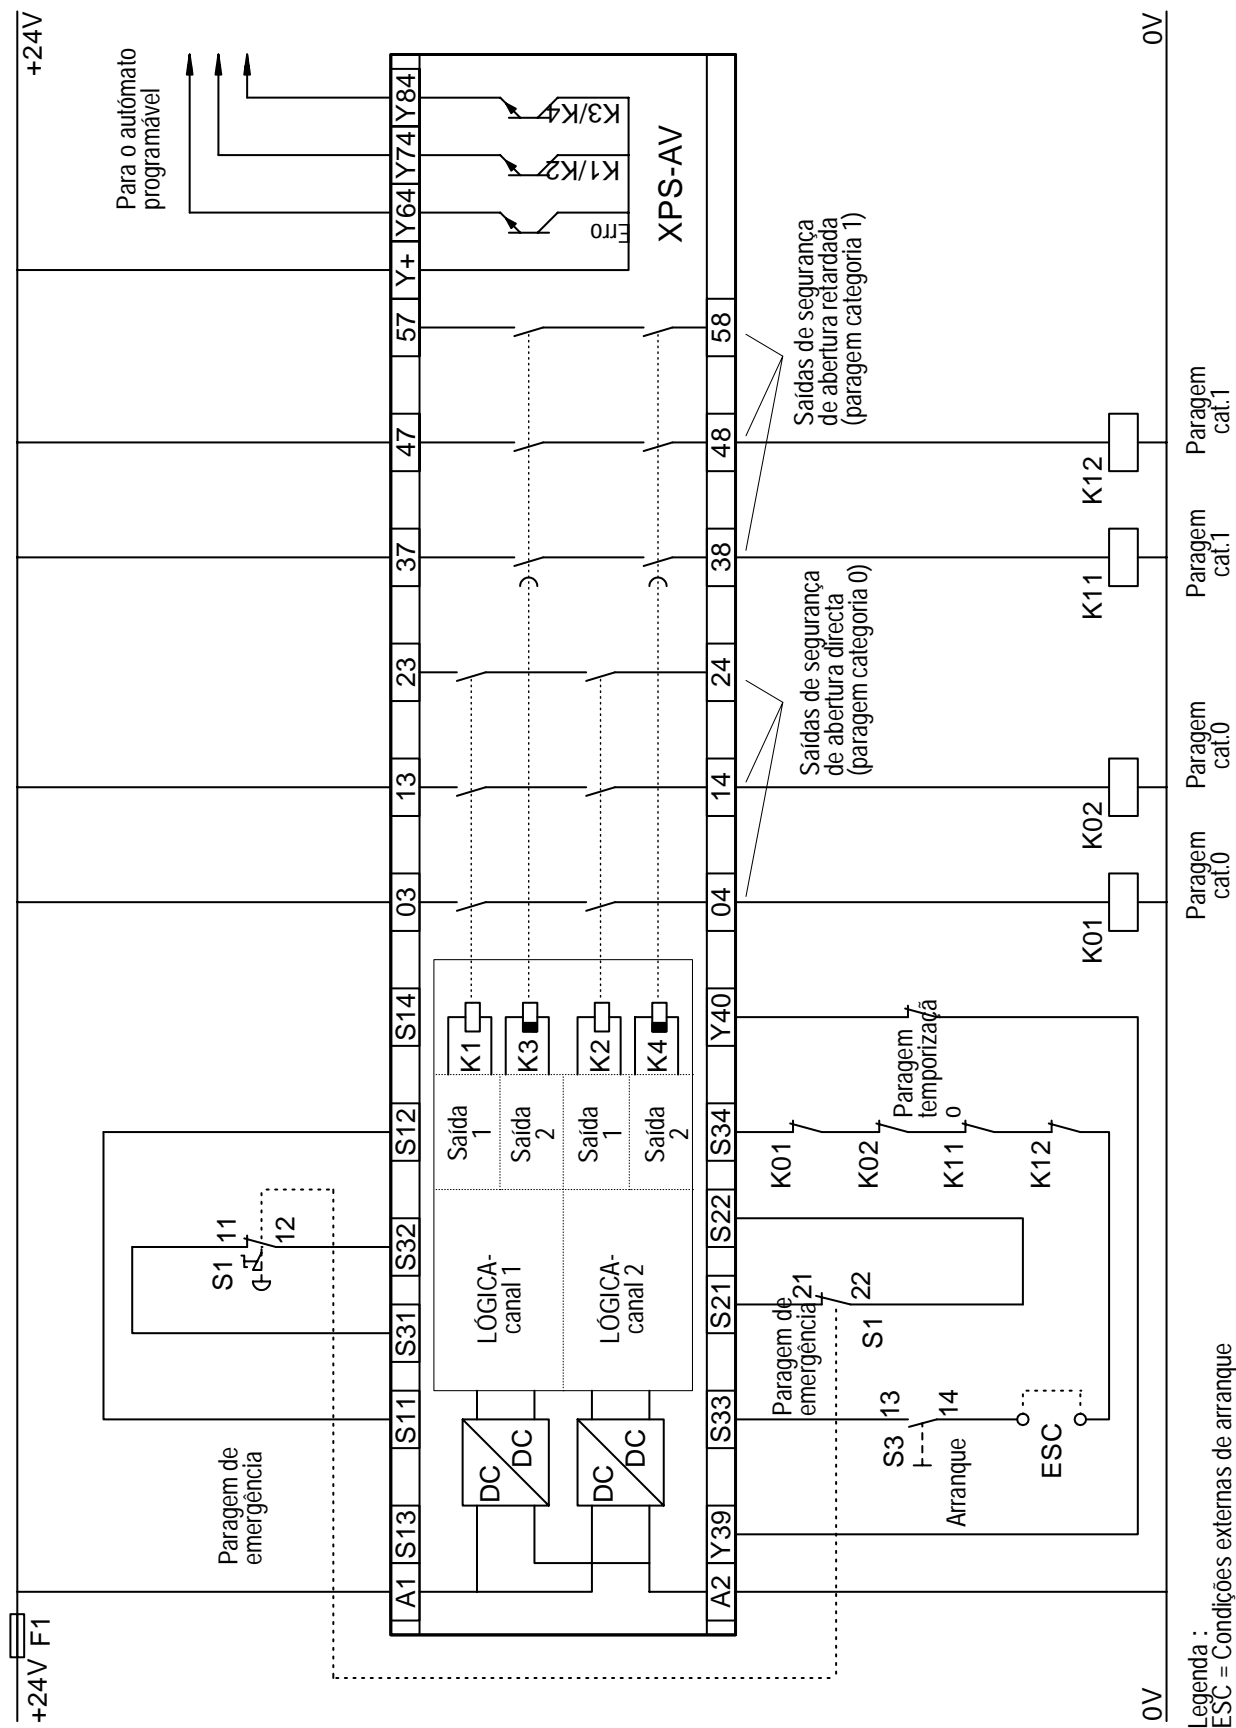 +24V F1
+24V
Para o autómato
programável
Paragem de
emergência
S1
11
12
A1
S13
S11
S31
S32
S12
S14
03
13
23
37
47
57
Y+
Y64
Y74
Y84
DC
DC
DC
DC
LÓGICA-
canal 1
LÓGICA-
canal 2
Saída
1
Saída
2
Saída
1
Saída
2
K1
K3
K2
K4
Erro
K1/K2
K3/K4
XPS-AV
A2
Y39
S33
S21
S22
S34
Y40
04
14
24
38
48
58
Paragem de
emergência
21
22
S1
S3
13
14
Arranque
ESC
K01
K02
K11
K12
Paragem
temporizaçã
o
Saídas de segurança
de abertura directa
(paragem categoria 0)
Saídas de segurança
de abertura retardada
(paragem categoria 1)
K01
K02
K11
K12
0V
0V
Paragem
cat.0
Paragem
cat.0
Paragem
cat.1
Paragem
cat.1
Legenda :
ESC = Condições externas de arranque